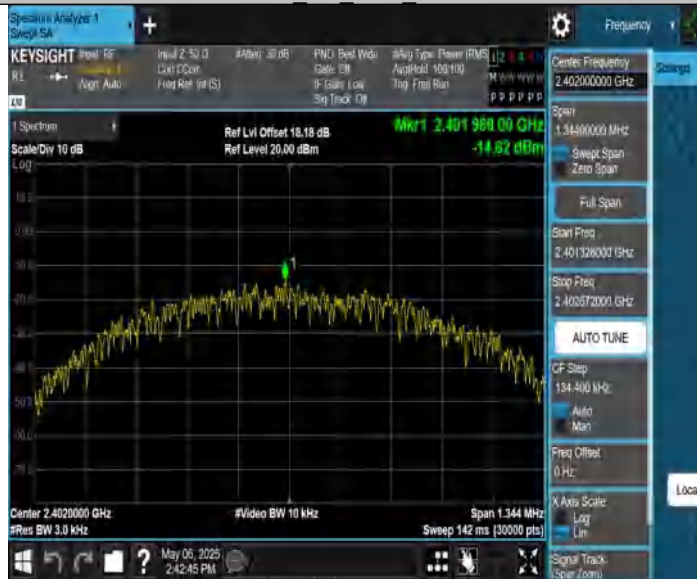 Spectrum Analyzer 1
Swept SA
Frequency
KEYSIGHT Input: RF
Input Z: 50 Ω
#Atten: 30 dB
PNO: Best Wide
#Avg Type: Power (RMS
RL
Align: Auto
Corr CCorr
Freq Ref: Int (S)
Gate: Off
IF Gain: Low
Sig Track: Off
Avg|Hold: 100/100
Trig: Free Run
P P P P P P
Center Frequency
2.402000000 GHz
Settings
Span
1.34400000 MHz
Swept Span
Zero Span
1 Spectrum
Scale/Div 10 dB
Ref Lvl Offset 18.18 dB
Ref Level 20.00 dBm
Mkr1 2.401 980 00 GHz
-14.62 dBm
Log
1
Full Span
Start Freq
2.401328000 GHz
Stop Freq
2.402672000 GHz
AUTO TUNE
CF Step
134.400 kHz
Auto
Man
Freq Offset
0 Hz
X Axis Scale
Log
Lin
Loca
Signal Track
(Span Zoom)
Center 2.4020000 GHz
#Video BW 10 kHz
Span 1.344 MHz
#Res BW 3.0 kHz
Sweep 142 ms (30000 pts)
?
May 06, 2025
2:42:45 PM